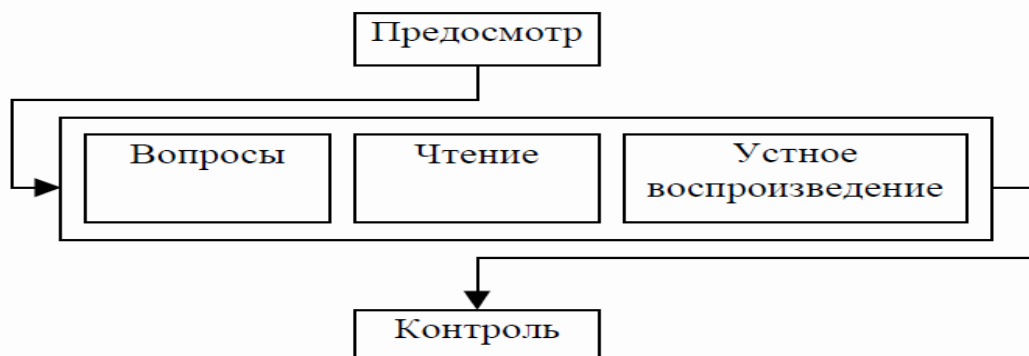 Предосмотр
Вопросы
Чтение
Устное
воспроизведение
Контроль